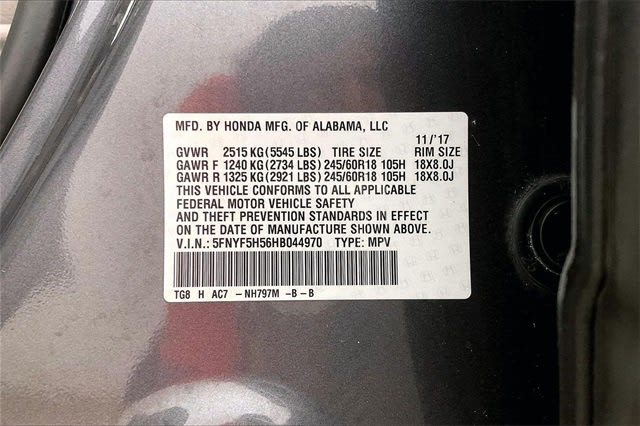 MFD. BY HONDA MFG. OF ALABAMA, LLC
11/'17
GVWR 2515 KG (5545 LBS) TIRE SIZE RIM SIZE
GAWR F 1240 KG (2734 LBS) 245/60R18 105H 18X8.0J
GAWR R 1325 KG (2921 LBS) 245/60R18 105H 18X8.0J
THIS VEHICLE CONFORMS TO ALL APPLICABLE
FEDERAL MOTOR VEHICLE SAFETY
AND THEFT PREVENTION STANDARDS IN EFFECT
ON THE DATE OF MANUFACTURE SHOWN ABOVE.
V.I.N.: 5FNYF5H56HB044970 TYPE: MPV
TG8 H AC7 - NH797M -B - B